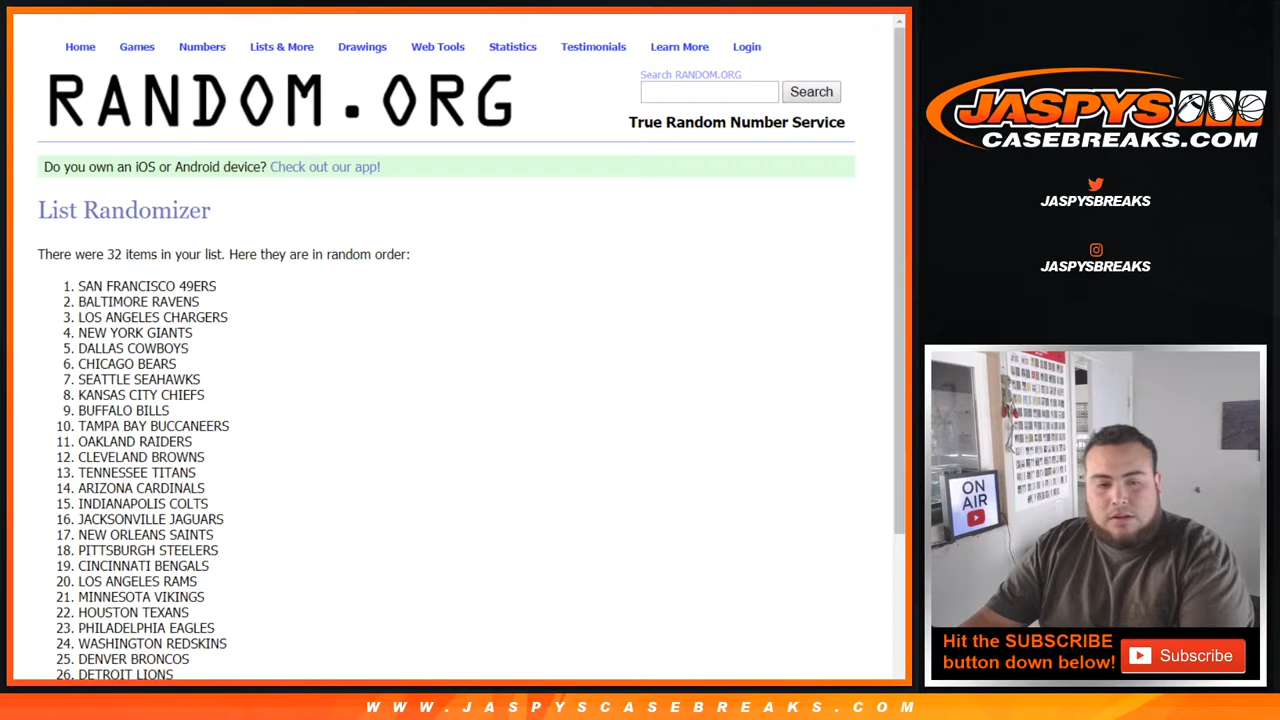 Home Games Numbers Lists & More Drawings Web Tools Statistics Testimonials Learn More Login
RANDOM.ORG
Search RANDOM.ORG
Search
True Random Number Service
Do you own an iOS or Android device? Check out our app!
List Randomizer
There were 32 items in your list. Here they are in random order:
1. SAN FRANCISCO 49ERS
2. BALTIMORE RAVENS
3. LOS ANGELES CHARGERS
4. NEW YORK GIANTS
5. DALLAS COWBOYS
6. CHICAGO BEARS
7. SEATTLE SEAHAWKS
8. KANSAS CITY CHIEFS
9. BUFFALO BILLS
10. TAMPA BAY BUCCANEERS
11. OAKLAND RAIDERS
12. CLEVELAND BROWNS
13. TENNESSEE TITANS
14. ARIZONA CARDINALS
15. INDIANAPOLIS COLTS
16. JACKSONVILLE JAGUARS
17. NEW ORLEANS SAINTS
18. PITTSBURGH STEELERS
19. CINCINNATI BENGALS
20. LOS ANGELES RAMS
21. MINNESOTA VIKINGS
22. HOUSTON TEXANS
23. PHILADELPHIA EAGLES
24. WASHINGTON REDSKINS
25. DENVER BRONCOS
26. DETROIT LIONS
JASPYS
CASEBREAKS.COM
JASPYSBREAKS
JASPYSBREAKS
ON
AIR
Hit the SUBSCRIBE
button down below!
Subscribe
WWW.JASPYSCASEBREAKS.COM